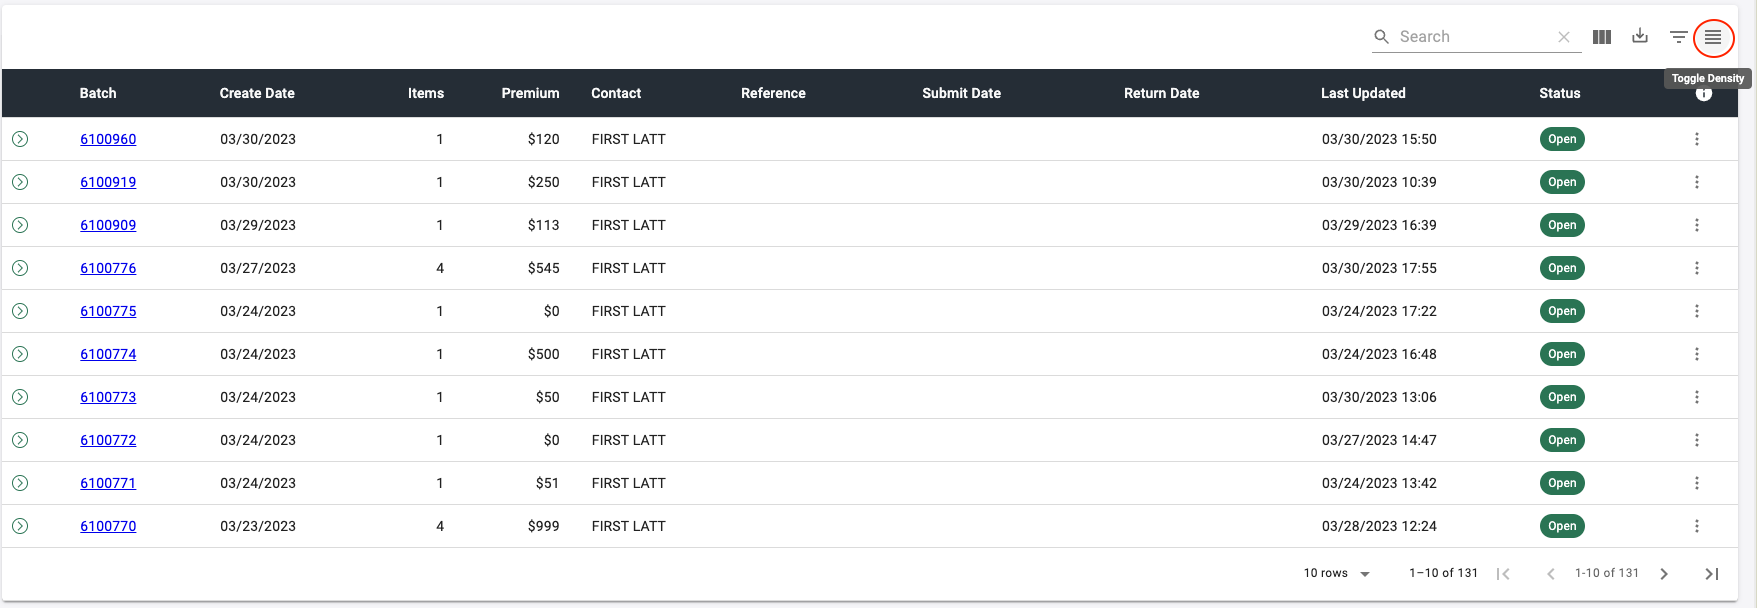 Search
Toggle Density
Batch Create Date Items Premium Contact Reference Submit Date Return Date Last Updated Status
6100960 03/30/2023 1 $120 FIRST LATT 03/30/2023 15:50 Open
6100919 03/30/2023 1 $250 FIRST LATT 03/30/2023 10:39 Open
6100909 03/29/2023 1 $113 FIRST LATT 03/29/2023 16:39 Open
6100776 03/27/2023 4 $545 FIRST LATT 03/30/2023 17:55 Open
6100775 03/24/2023 1 $0 FIRST LATT 03/24/2023 17:22 Open
6100774 03/24/2023 1 $500 FIRST LATT 03/24/2023 16:48 Open
6100773 03/24/2023 1 $50 FIRST LATT 03/30/2023 13:06 Open
6100772 03/24/2023 1 $0 FIRST LATT 03/27/2023 14:47 Open
6100771 03/24/2023 1 $51 FIRST LATT 03/24/2023 13:42 Open
6100770 03/23/2023 4 $999 FIRST LATT 03/28/2023 12:24 Open
10 rows 1–10 of 131 1-10 of 131